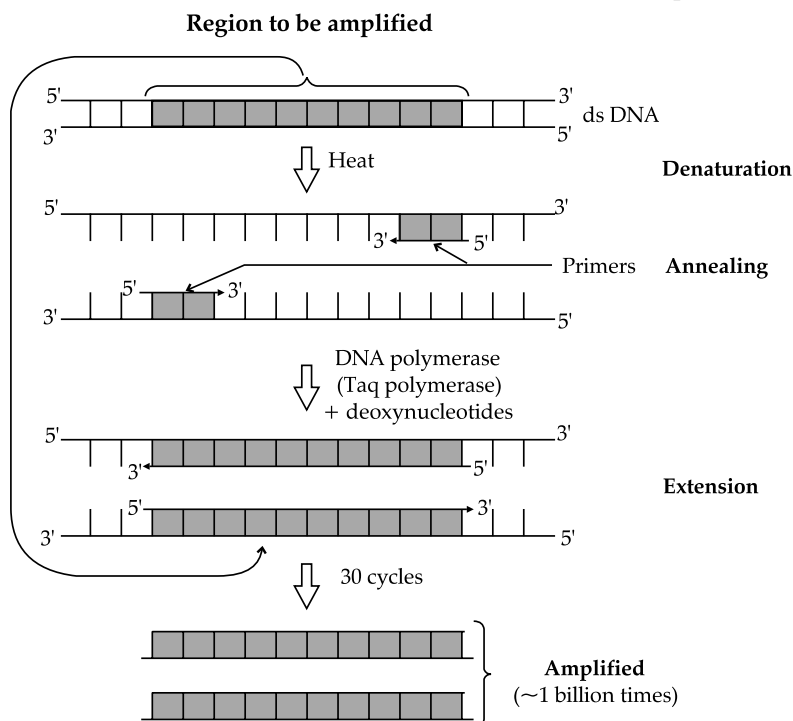 Region to be amplified
5' 3'
ds DNA
3' 5'
Heat
Denaturation
5' 3'
3' 5'
Primers Annealing
5' 3'
3' 5'
DNA polymerase
(Taq polymerase)
+ deoxynucleotides
5' 3'
3' 5'
Extension
5' 3'
3' 5'
30 cycles
Amplified
(~1 billion times)